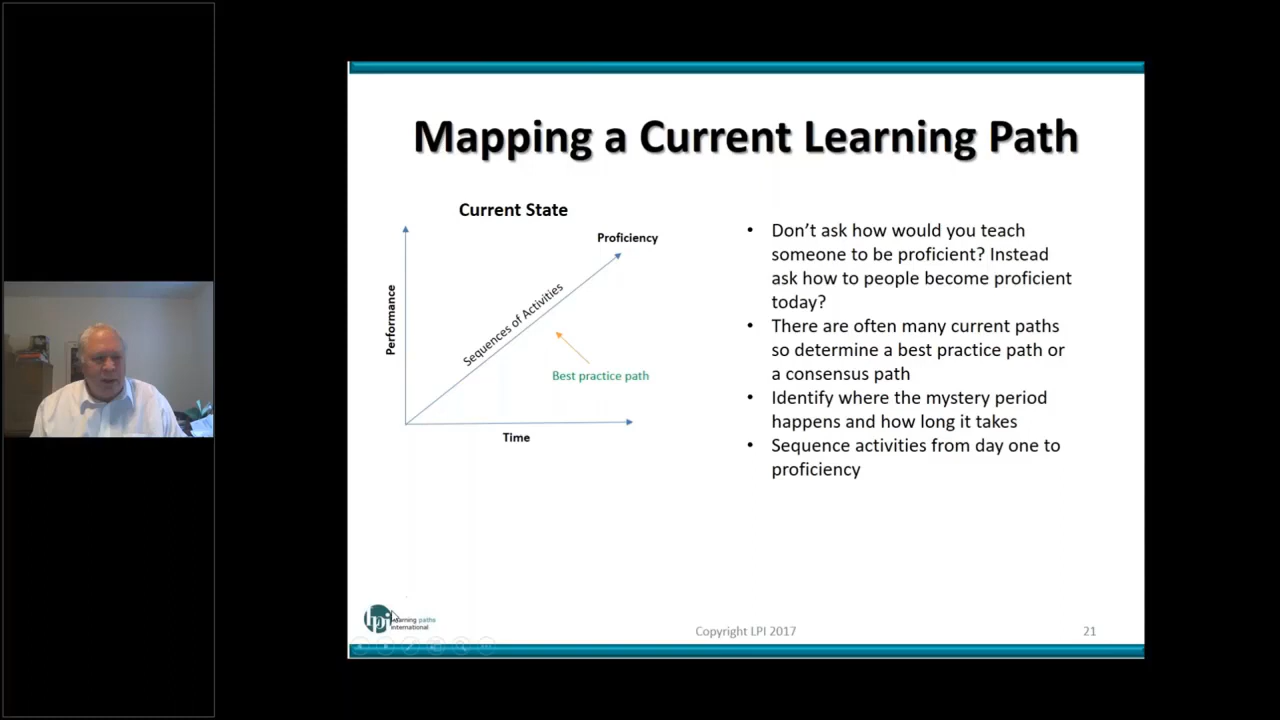 Mapping a Current Learning Path
Current State
Proficiency
Performance
Sequences of Activities
Best practice path
Time
• Don’t ask how would you teach
someone to be proficient? Instead
ask how to people become proficient
today?
• There are often many current paths
so determine a best practice path or
a consensus path
• Identify where the mystery period
happens and how long it takes
• Sequence activities from day one to
proficiency
lpi
paths
international
Copyright LPI 2017
21